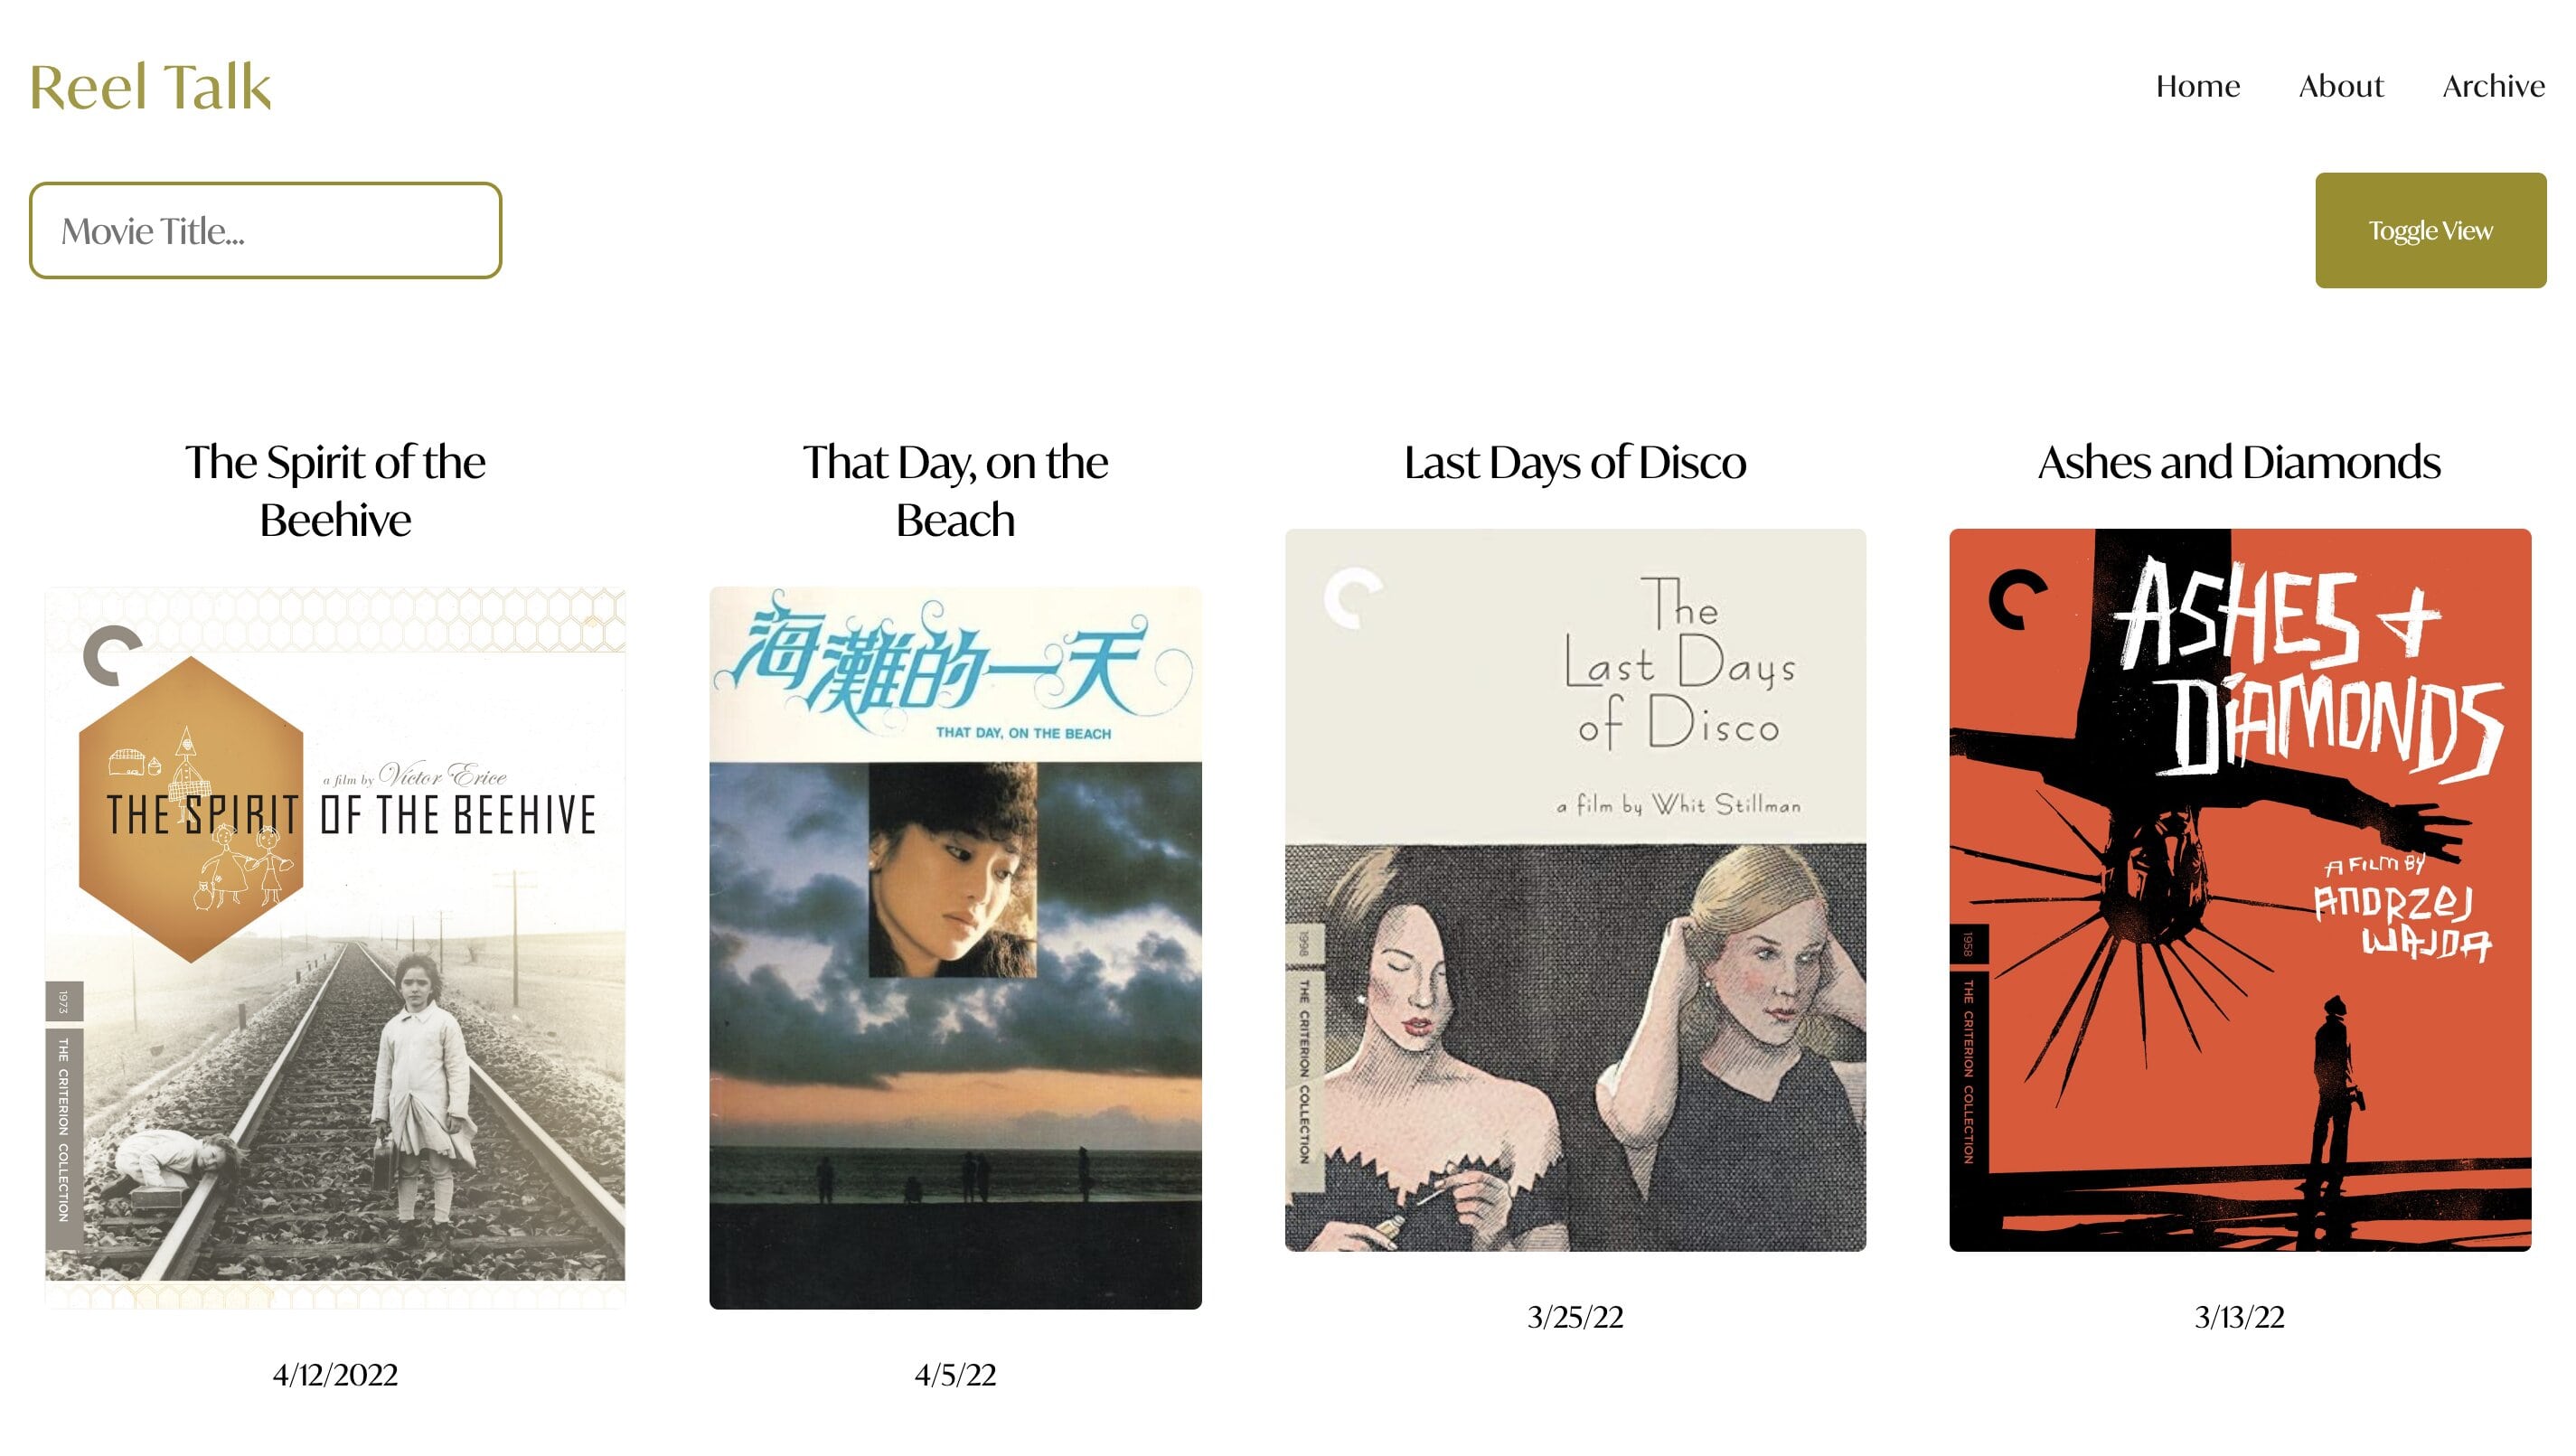 Reel Talk
Home
About
Archive
Movie Title...
Toggle View
The Spirit of the
Beehive
That Day, on the
Beach
Last Days of Disco
Ashes and Diamonds
a film by Víctor Erice
THE SPIRIT OF THE BEEHIVE
1973
THE CRITERION COLLECTION
4/12/2022
海灘的一天
THAT DAY, ON THE BEACH
4/5/22
The
Last Days
of Disco
a film by Whit Stillman
1998
THE CRITERION COLLECTION
3/25/22
ASHES +
DIAMONDS
A FILM BY
ANDRZEJ
WAJDA
1958
THE CRITERION COLLECTION
3/13/22